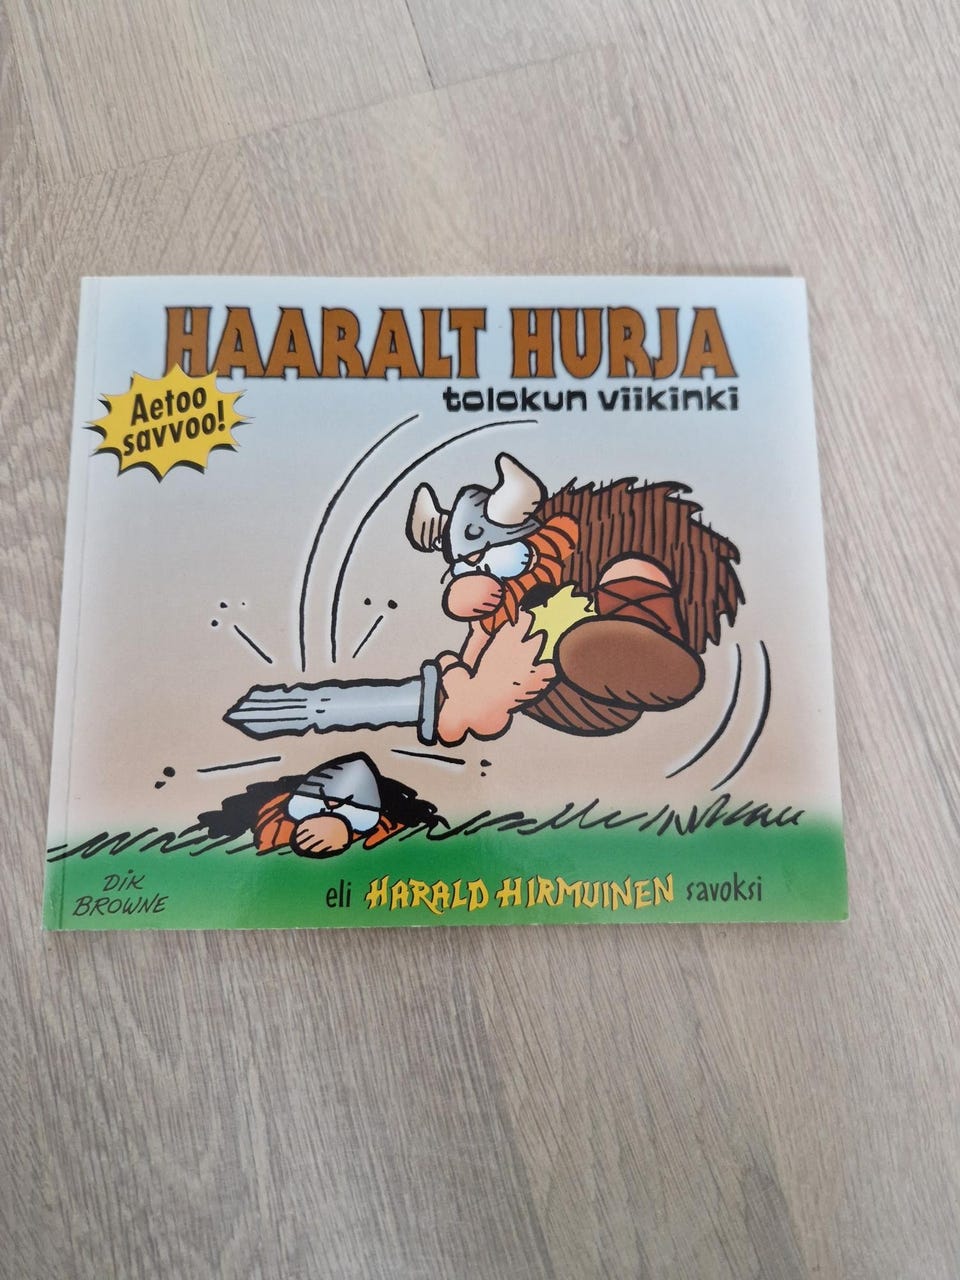 HAARALT HURJA
tolokun viikinki
Aetoo
savvoo!
DIK
BROWNE
eli HARALD HIRMUINEN savoksi